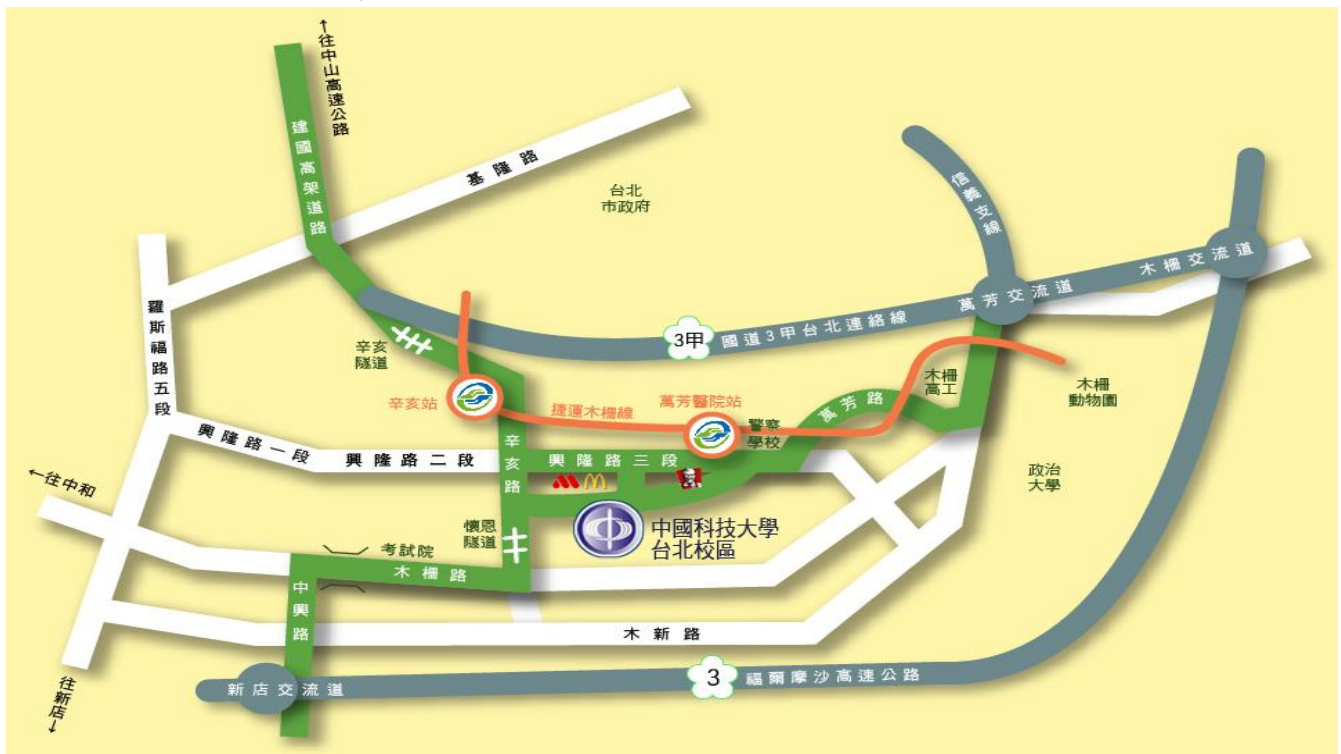 ↑往中山高速公路
建國高架道路
基隆路
台北
市政府
信義支線
木柵交流道
萬芳交流道
國道3甲台北連絡線
3甲
羅斯福路五段
辛亥
隧道
辛亥站
捷運木柵線
萬芳醫院站
警察
學校
萬芳路
木柵
高工
木柵
動物園
興隆路一段
興隆路二段
辛亥路
興隆路三段
KFC
政治
大學
←往中和
懷恩
隧道
中國科技大學
台北校區
考試院
木柵路
中興路
木新路
3
福爾摩沙高速公路
新店交流道
往新店↓